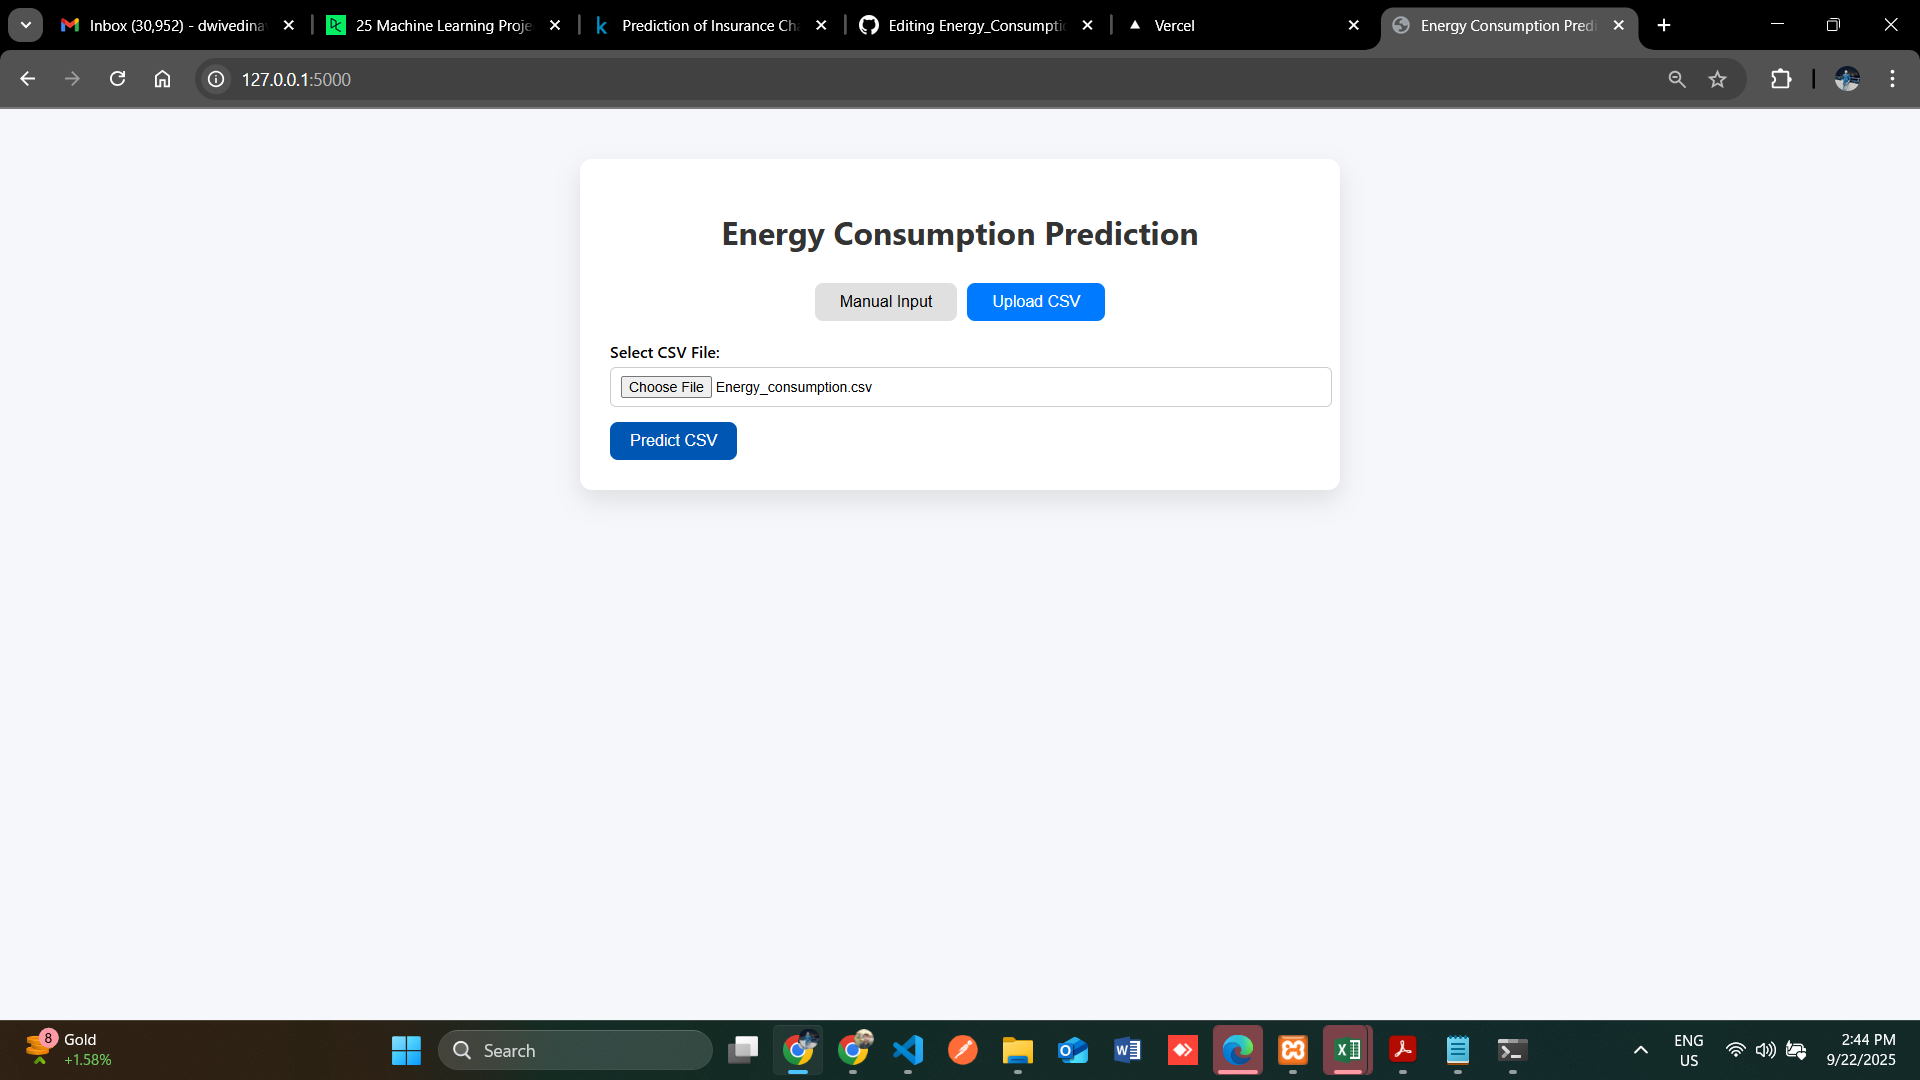 Inbox (30,952) - dwivedina
25 Machine Learning Proje
Prediction of Insurance Cha
Editing Energy_Consumptio
Vercel
Energy Consumption Predi
127.0.0.1:5000
Energy Consumption Prediction
Manual Input
Upload CSV
Select CSV File:
Choose File Energy_consumption.csv
Predict CSV
8
Gold
+1.58%
Search
ENG
US
2:44 PM
9/22/2025